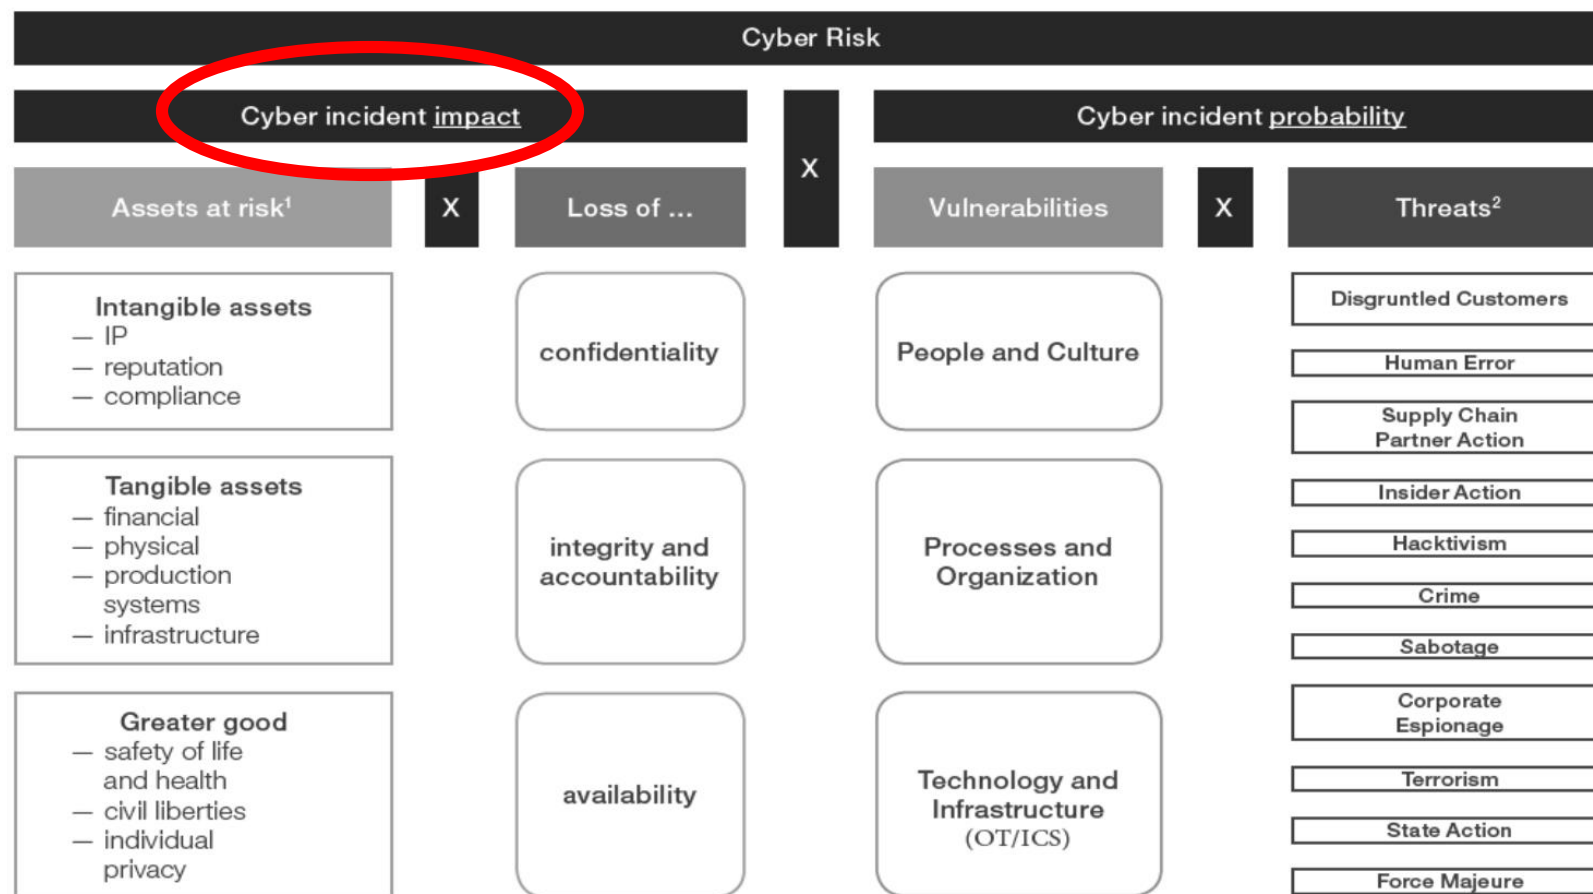 Cyber Risk
Cyber incident impact
X
Cyber incident probability
Assets at risk¹
X
Loss of ...
Vulnerabilities
X
Threats²
Intangible assets
— IP
— reputation
— compliance
Tangible assets
— financial
— physical
— production
systems
— infrastructure
Greater good
— safety of life
and health
— civil liberties
— individual
privacy
confidentiality
integrity and
accountability
availability
People and Culture
Processes and
Organization
Technology and
Infrastructure
(OT/ICS)
Disgruntled Customers
Human Error
Supply Chain
Partner Action
Insider Action
Hacktivism
Crime
Sabotage
Corporate
Espionage
Terrorism
State Action
Force Majeure